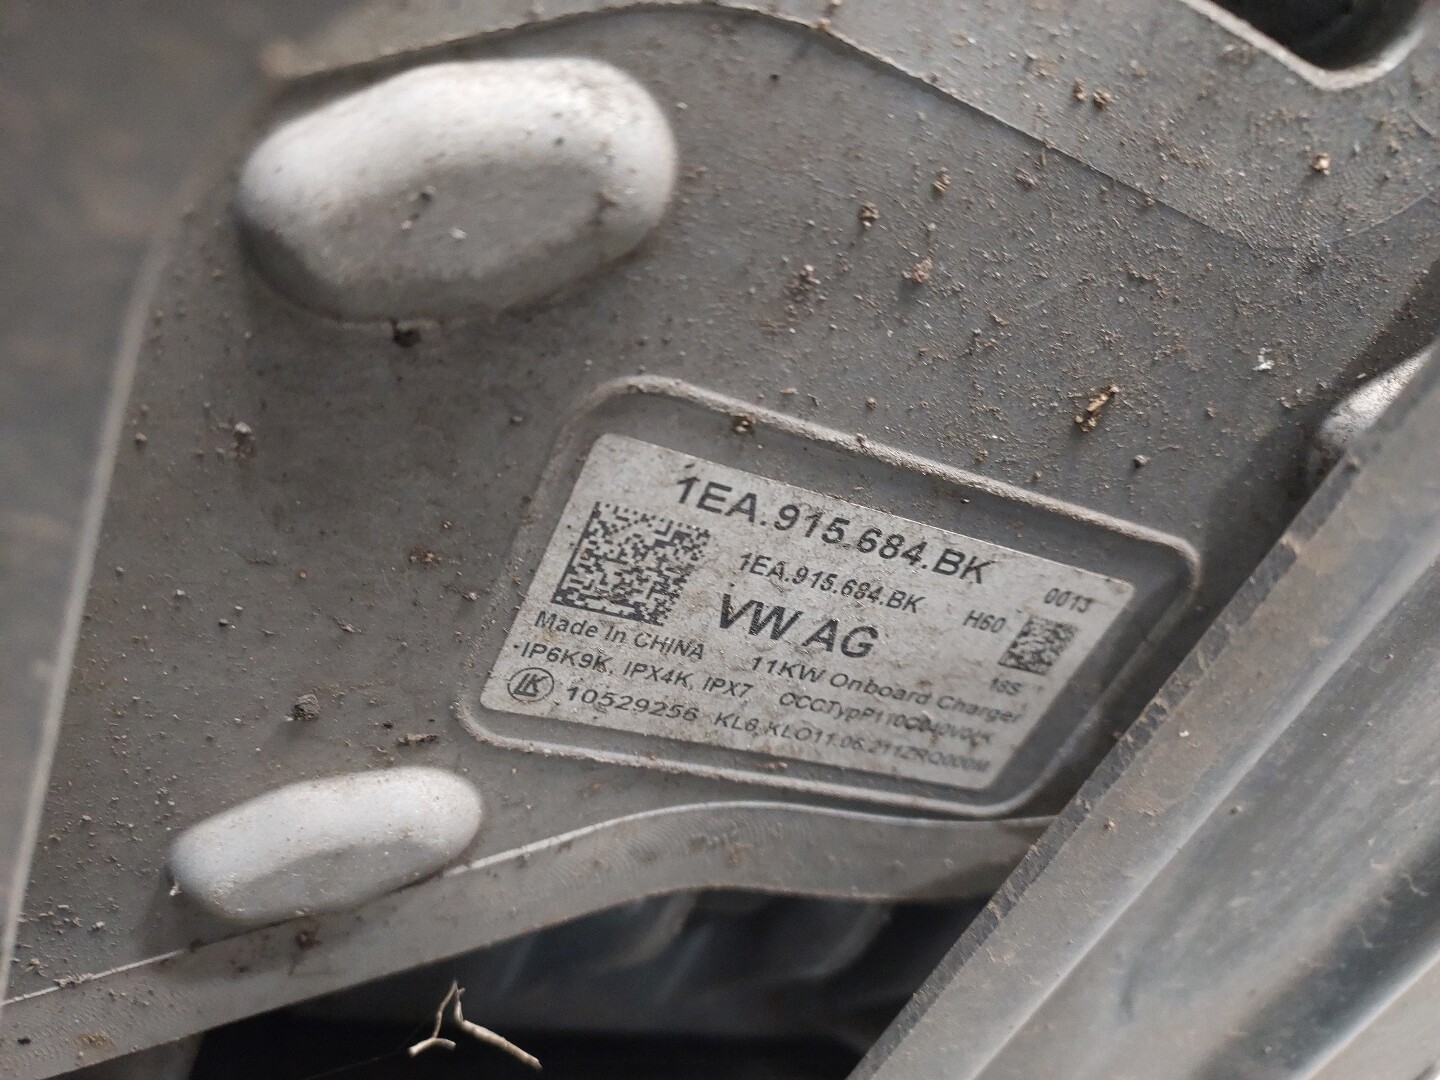 1EA.915.684.BK
1EA.915.684.BK
H60
0013
VW AG
16S
Made In CHINA
11KW Onboard Charger
IP6K9K, IPX4K, IPX7
LK
10529256